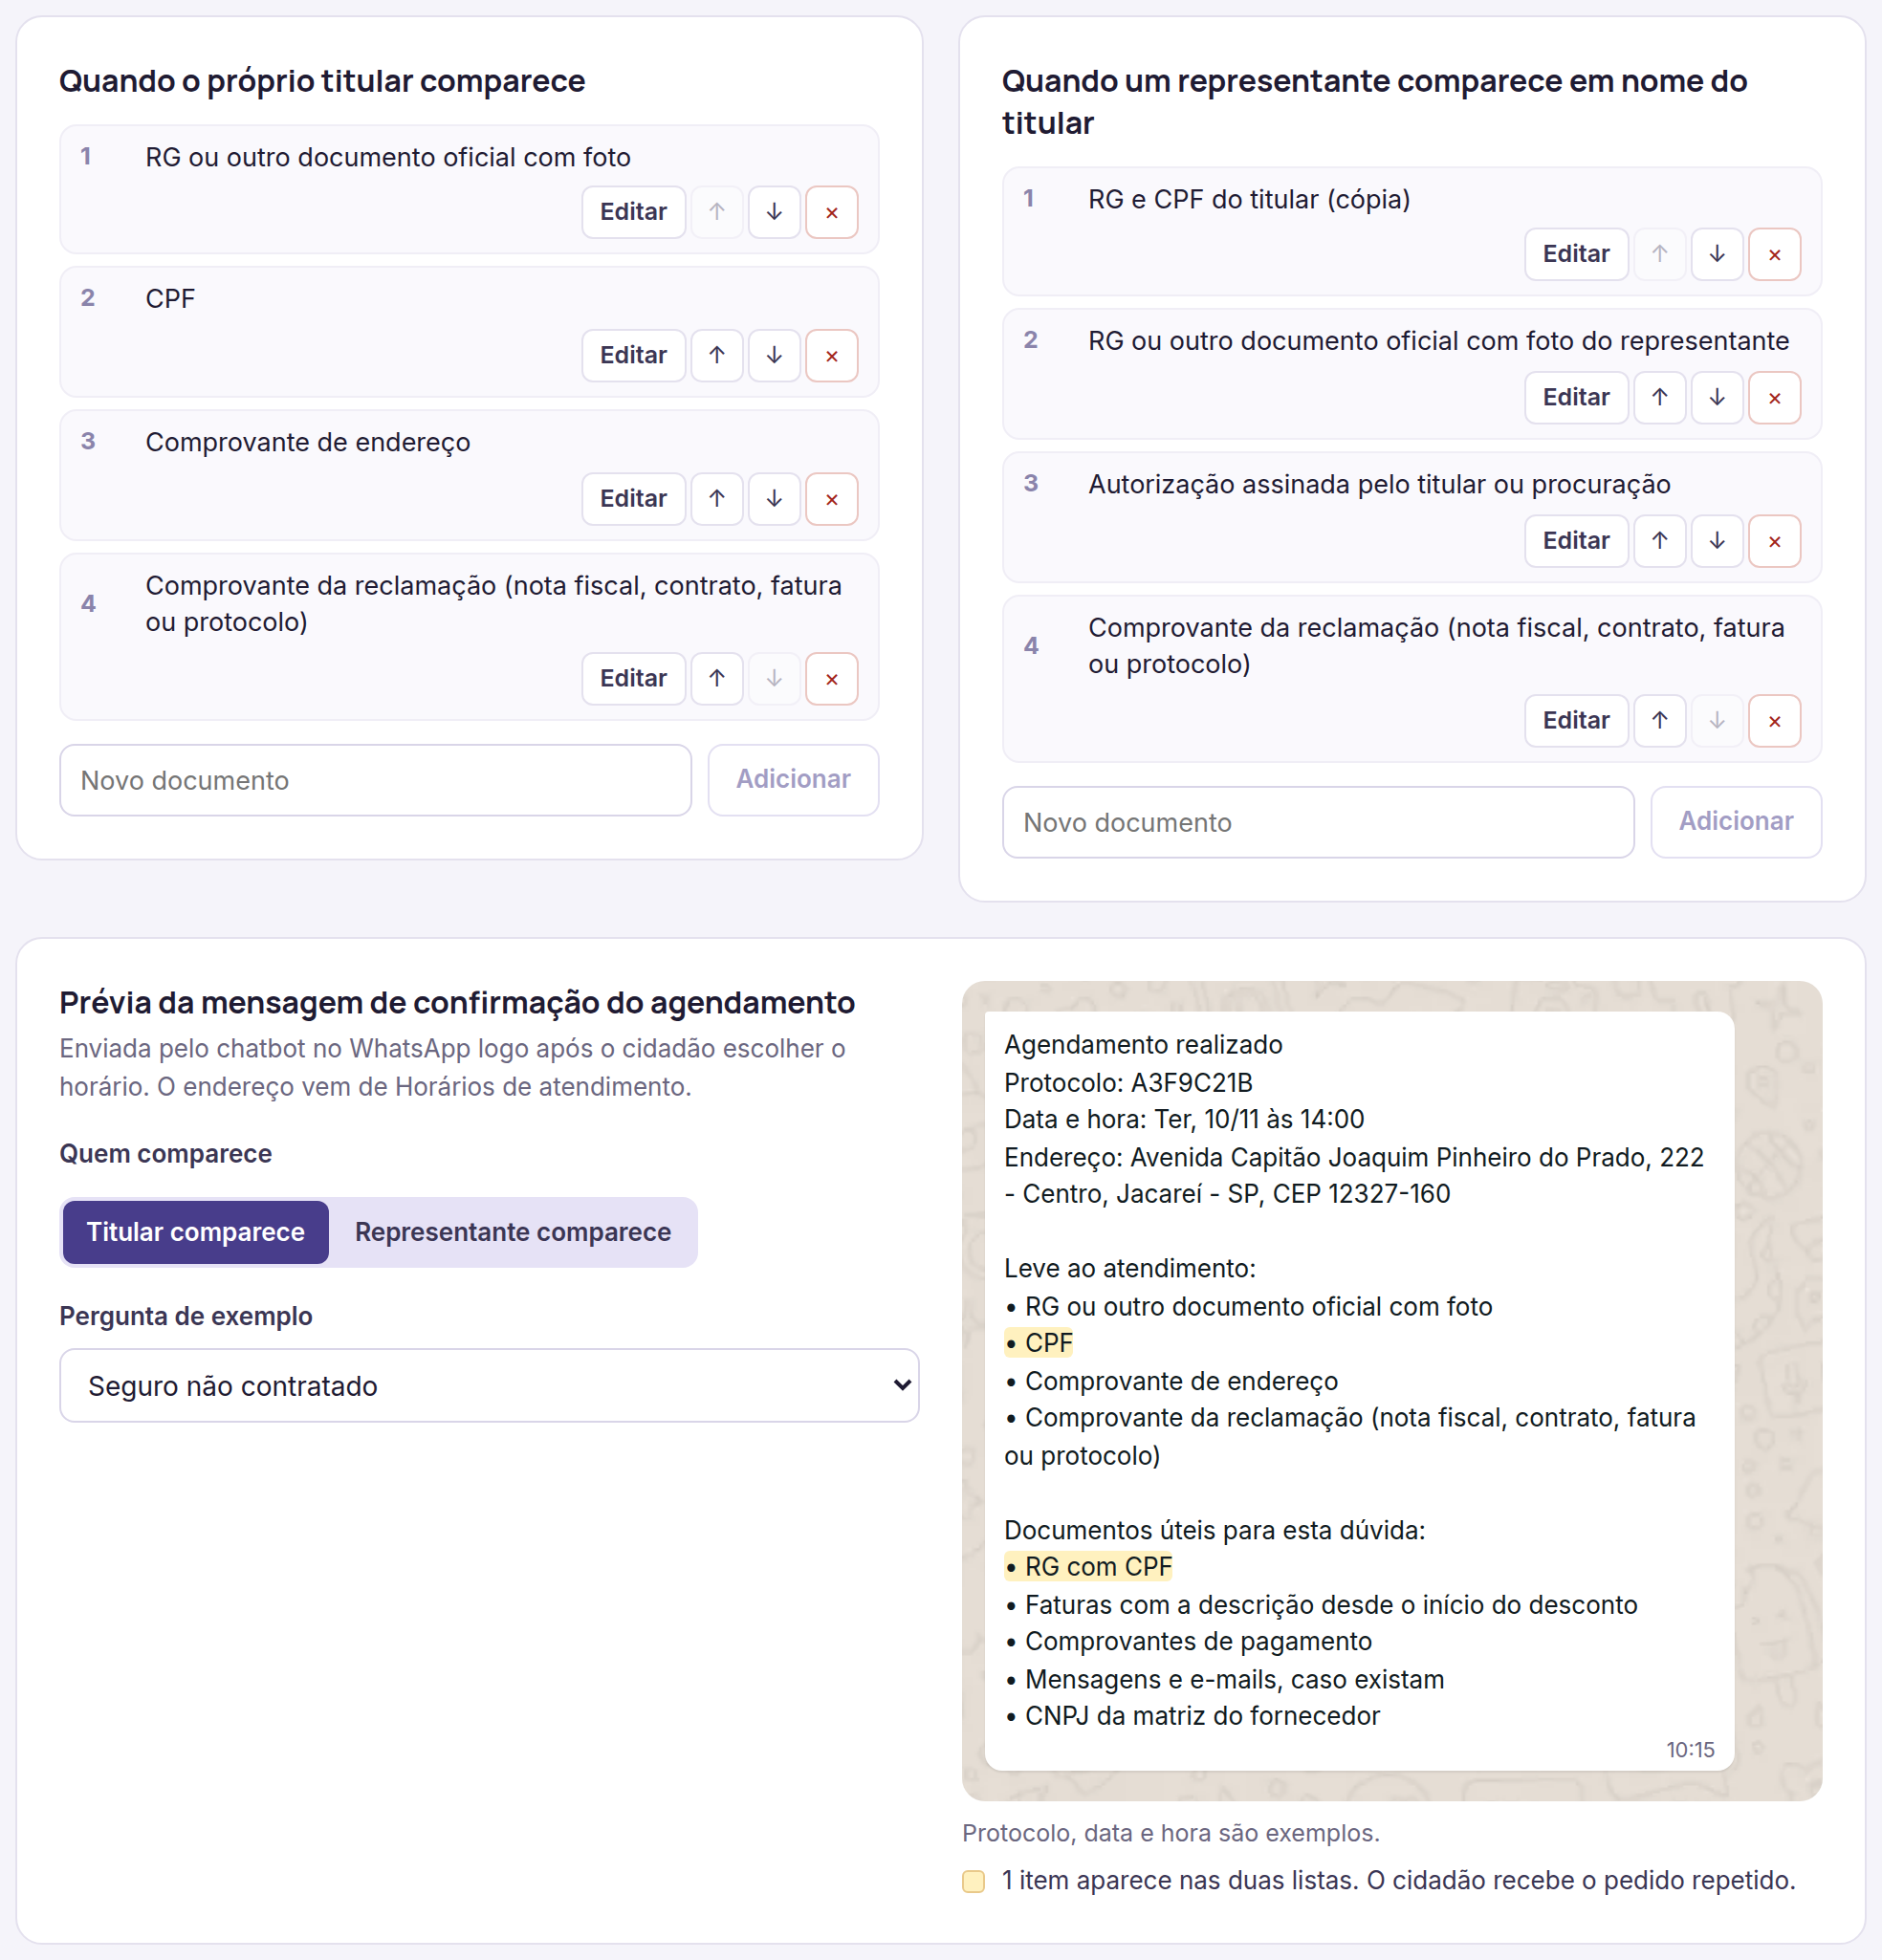 Quando o próprio titular comparece
1 RG ou outro documento oficial com foto
Editar ↑ ↓ ×
2 CPF
Editar ↑ ↓ ×
3 Comprovante de endereço
Editar ↑ ↓ ×
4 Comprovante da reclamação (nota fiscal, contrato, fatura
ou protocolo)
Editar ↑ ↓ ×
Novo documento Adicionar
Quando um representante comparece em nome do
titular
1 RG e CPF do titular (cópia)
Editar ↑ ↓ ×
2 RG ou outro documento oficial com foto do representante
Editar ↑ ↓ ×
3 Autorização assinada pelo titular ou procuração
Editar ↑ ↓ ×
4 Comprovante da reclamação (nota fiscal, contrato, fatura
ou protocolo)
Editar ↑ ↓ ×
Novo documento Adicionar
Prévia da mensagem de confirmação do agendamento
Enviada pelo chatbot no WhatsApp logo após o cidadão escolher o
horário. O endereço vem de Horários de atendimento.
Quem comparece
Titular comparece Representante comparece
Pergunta de exemplo
Seguro não contratado
Agendamento realizado
Protocolo: A3F9C21B
Data e hora: Ter, 10/11 às 14:00
Endereço: Avenida Capitão Joaquim Pinheiro do Prado, 222
- Centro, Jacareí - SP, CEP 12327-160
Leve ao atendimento:
• RG ou outro documento oficial com foto
• CPF
• Comprovante de endereço
• Comprovante da reclamação (nota fiscal, contrato, fatura
ou protocolo)
Documentos úteis para esta dúvida:
• RG com CPF
• Faturas com a descrição desde o início do desconto
• Comprovantes de pagamento
• Mensagens e e-mails, caso existam
• CNPJ da matriz do fornecedor
10:15
Protocolo, data e hora são exemplos.
1 item aparece nas duas listas. O cidadão recebe o pedido repetido.